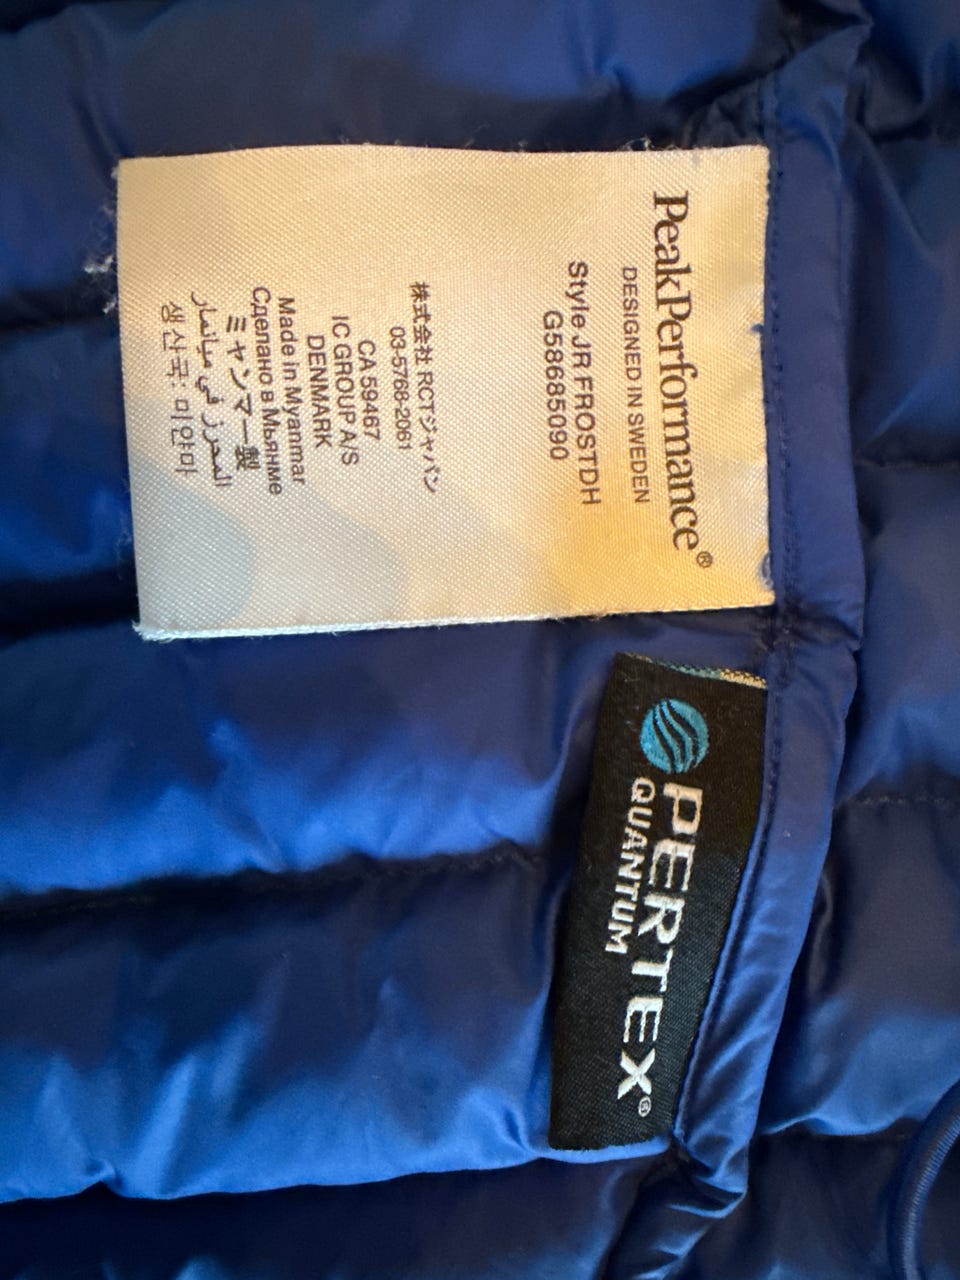 PeakPerformance®
DESIGNED IN SWEDEN
Style JR FROSTDH
G58685090
株式会社 RCTジャパン
03-5768-2061
CA 59467
IC GROUP A/S
DENMARK
Made in Myanmar
Сделано в Мьянме
ミャンマー製
المحرز في ميانمار
생산국: 미얀마
PERTEX®
QUANTUM